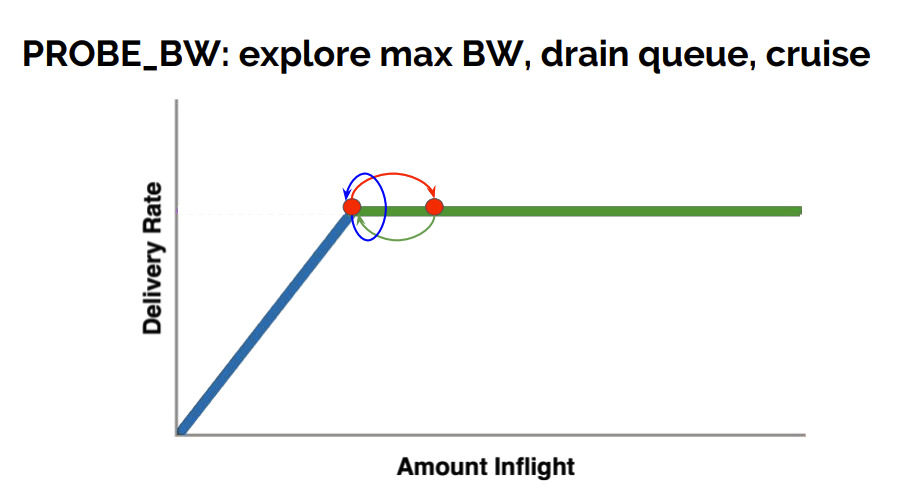 PROBE_BW: explore max BW, drain queue, cruise
Delivery Rate
Amount Inflight